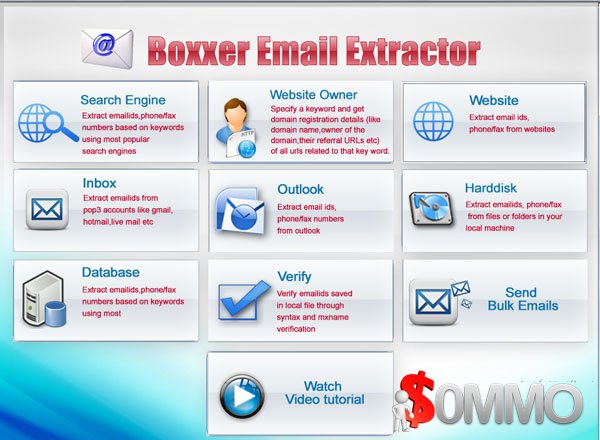 @
Boxxer Email Extractor
Search Engine
Extract emailids,phone/fax
numbers based on keywords
using most popular
search engines
Website Owner
Specify a keyword and get
domain registration details (like
domain name,owner of the
domain,their referral URLs etc)
of all urls related to that key word.
HTTP
Website
Extract email ids,
phone/fax from websites
Inbox
Extract emailids from
pop3 accounts like gmail,
hotmail,live mail etc
Outlook
Extract email ids,
phone/fax numbers
from outlook
Harddisk
Extract emailids, phone/fax
from files or folders in your
local machine
Database
Extract emailids,phone/fax
numbers based on keywords
using most
Verify
Verify emailids saved
in local file through
syntax and mxname
verification
Send
Bulk Emails
Watch
Video tutorial
$0MMO